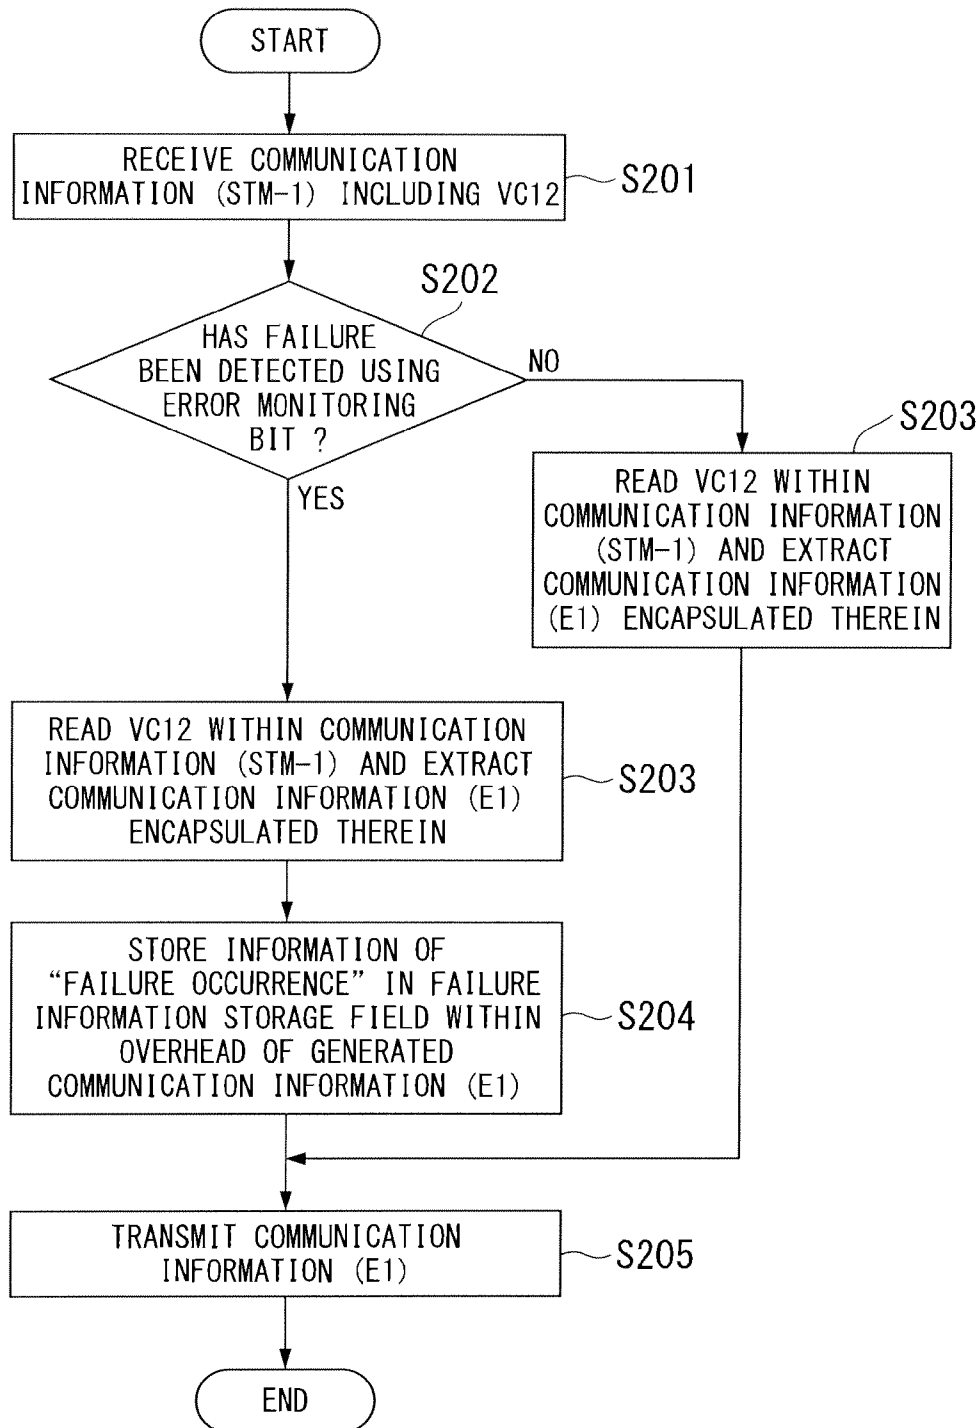 START
RECEIVE COMMUNICATION
INFORMATION (STM-1) INCLUDING VC12
S201
S202
HAS FAILURE
BEEN DETECTED USING
ERROR MONITORING
BIT ?
NO
YES
S203
READ VC12 WITHIN
COMMUNICATION INFORMATION
(STM-1) AND EXTRACT
COMMUNICATION INFORMATION
(E1) ENCAPSULATED THEREIN
READ VC12 WITHIN COMMUNICATION
INFORMATION (STM-1) AND EXTRACT
COMMUNICATION INFORMATION (E1)
ENCAPSULATED THEREIN
S203
STORE INFORMATION OF
“FAILURE OCCURRENCE” IN FAILURE
INFORMATION STORAGE FIELD WITHIN
OVERHEAD OF GENERATED
COMMUNICATION INFORMATION (E1)
S204
TRANSMIT COMMUNICATION
INFORMATION (E1)
S205
END